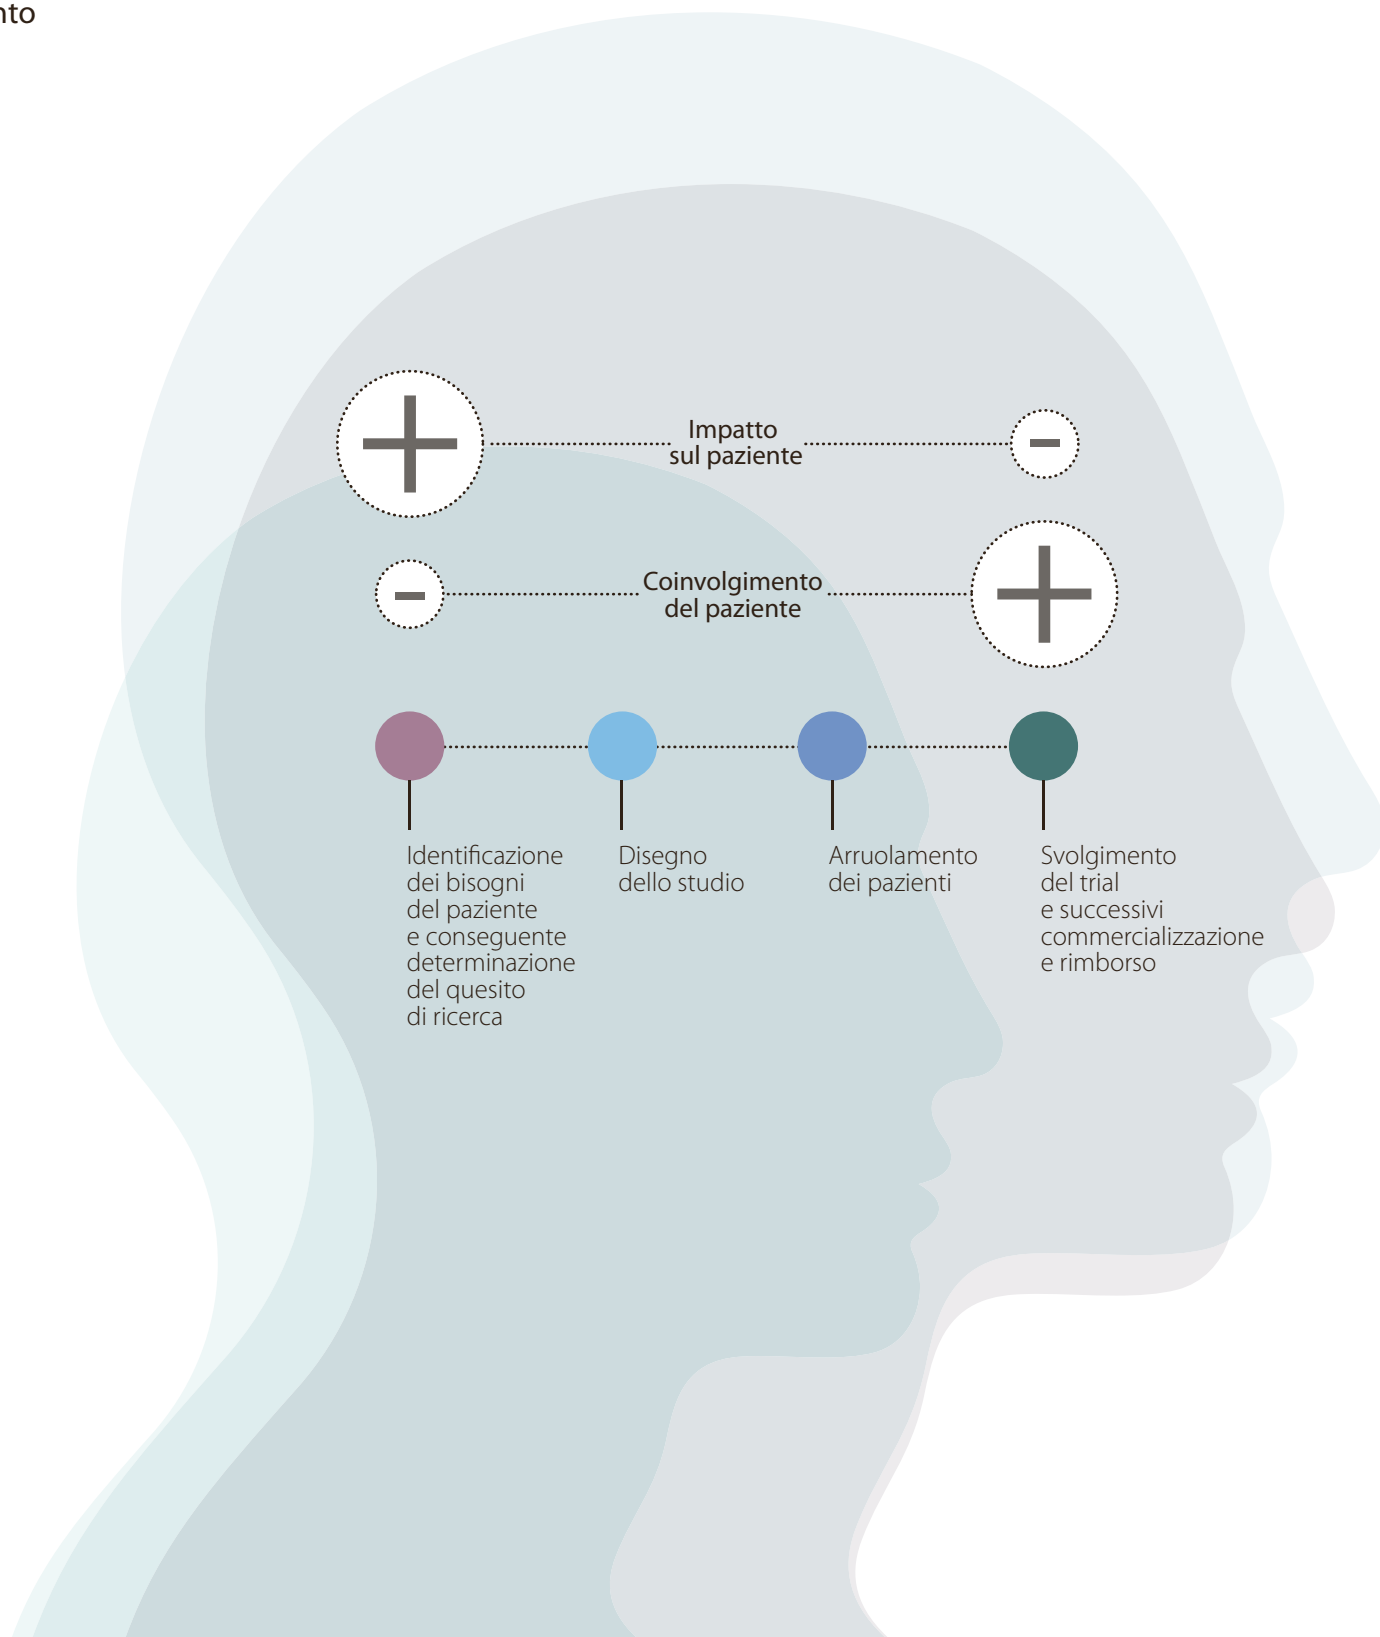 nto
Impatto
sul paziente
Coinvolgimento
del paziente
Identificazione
dei bisogni
del paziente
e conseguente
determinazione
del quesito
di ricerca
Disegno
dello studio
Arruolamento
dei pazienti
Svolgimento
del trial
e successivi
commercializzazione
e rimborso